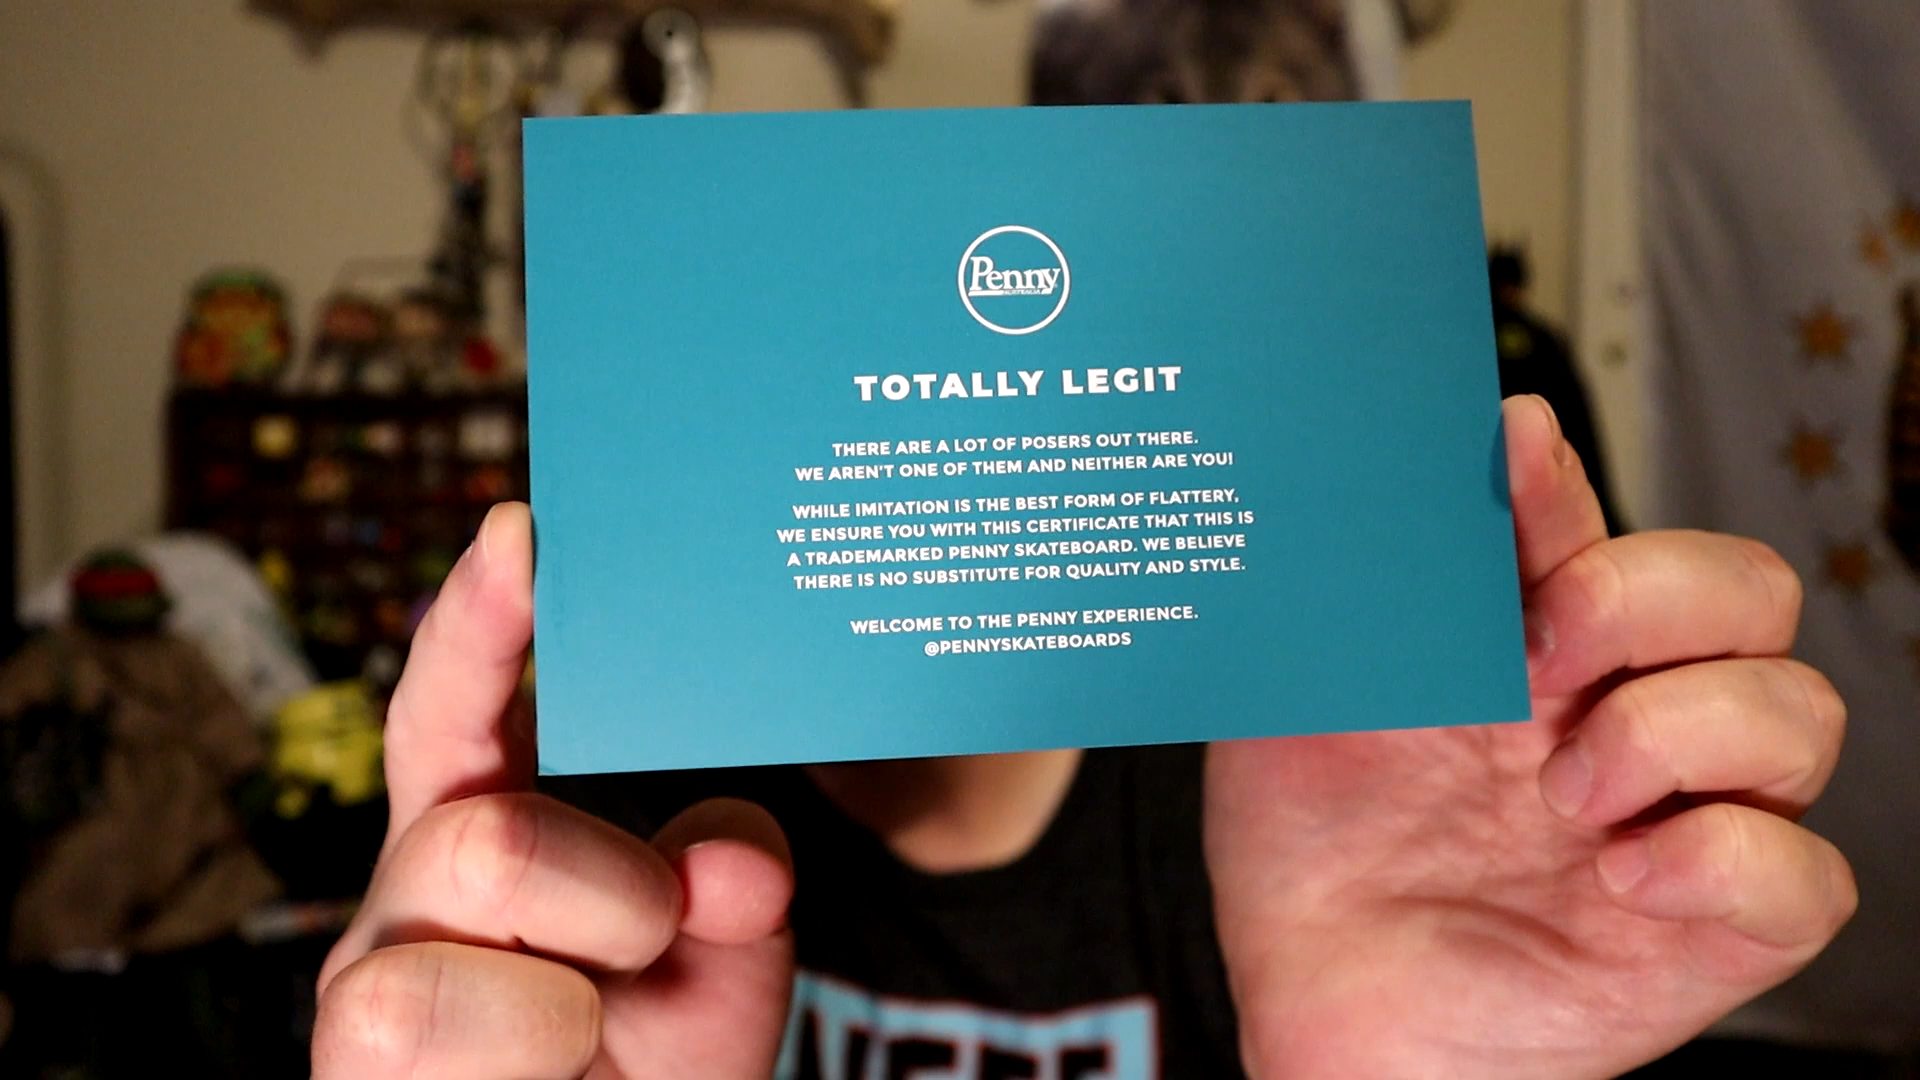 Penny
AUSTRALIA
TOTALLY LEGIT
THERE ARE A LOT OF POSERS OUT THERE.
WE AREN'T ONE OF THEM AND NEITHER ARE YOU!
WHILE IMITATION IS THE BEST FORM OF FLATTERY,
WE ENSURE YOU WITH THIS CERTIFICATE THAT THIS IS
A TRADEMARKED PENNY SKATEBOARD. WE BELIEVE
THERE IS NO SUBSTITUTE FOR QUALITY AND STYLE.
WELCOME TO THE PENNY EXPERIENCE.
@PENNYSKATEBOARDS